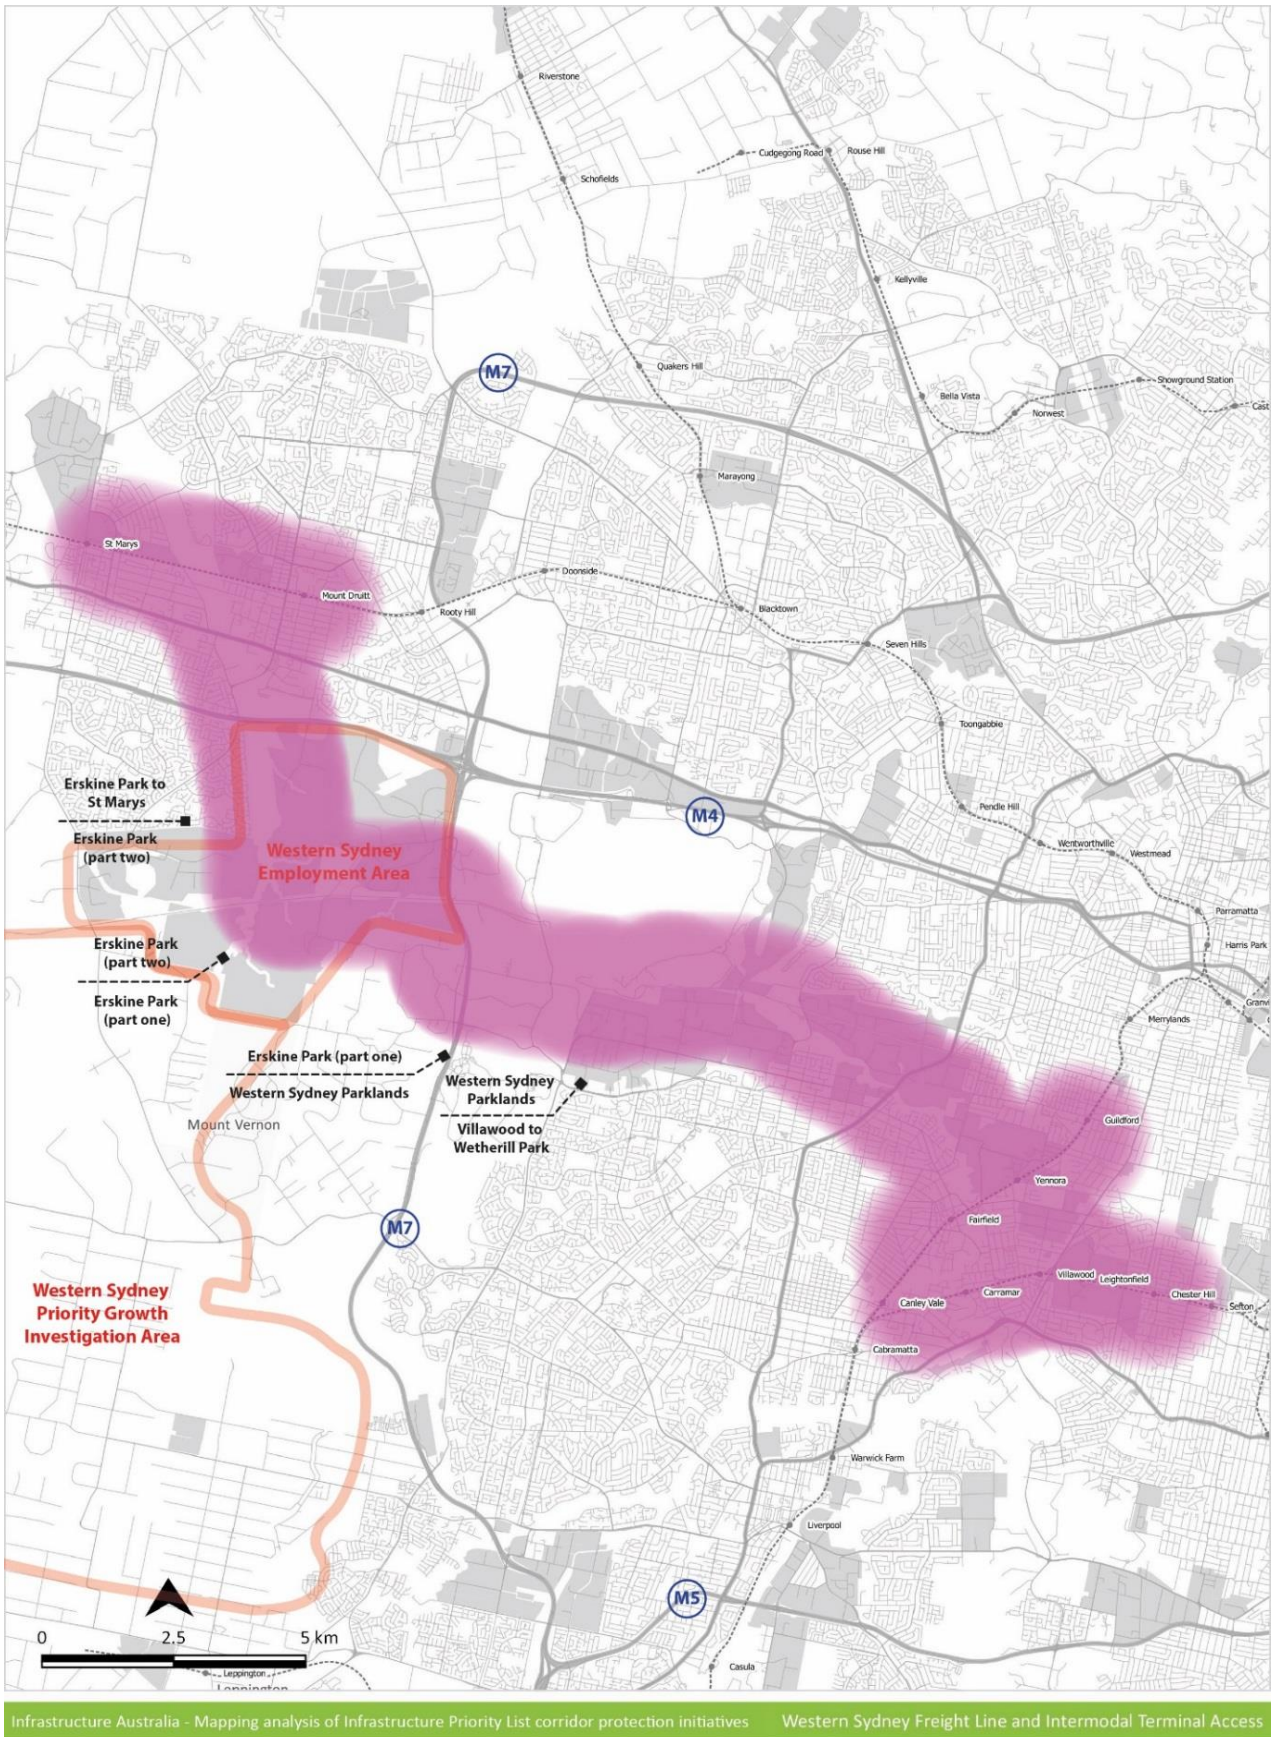 Riverstone
Cudgegong Road
Rouse Hill
Schofields
Kellyville
Quakers Hill
M7
Snowground Station
Bella Vista
Cast
Norwest
Marayong
St Marys
Doonside
Mount Druitt
Rooty Hill
Blacktown
Seven Hills
Toongabbie
Erskine Park to
St Marys
Erskine Park
(part two)
Pendle Hill
M4
Wentworthville
Westmead
Western Sydney
Employment Area
Parramatta
Harris Park
Erskine Park
(part two)
Erskine Park
(part one)
Granvi
Merrylands
Erskine Park (part one)
Western Sydney Parklands
Western Sydney
Parklands
Villawood to
Wetherill Park
Mount Vernon
Guildford
Yennora
Fairfield
M7
Villawood
Leightonfield
Chester Hill
Sefton
Carramar
Canley Vale
Cabramatta
Western Sydney
Priority Growth
Investigation Area
Warwick Farm
Liverpool
M5
0 2.5 5 km
Casula
Leppington
Leppington
Infrastructure Australia - Mapping analysis of Infrastructure Priority List corridor protection initiatives
Western Sydney Freight Line and Intermodal Terminal Access